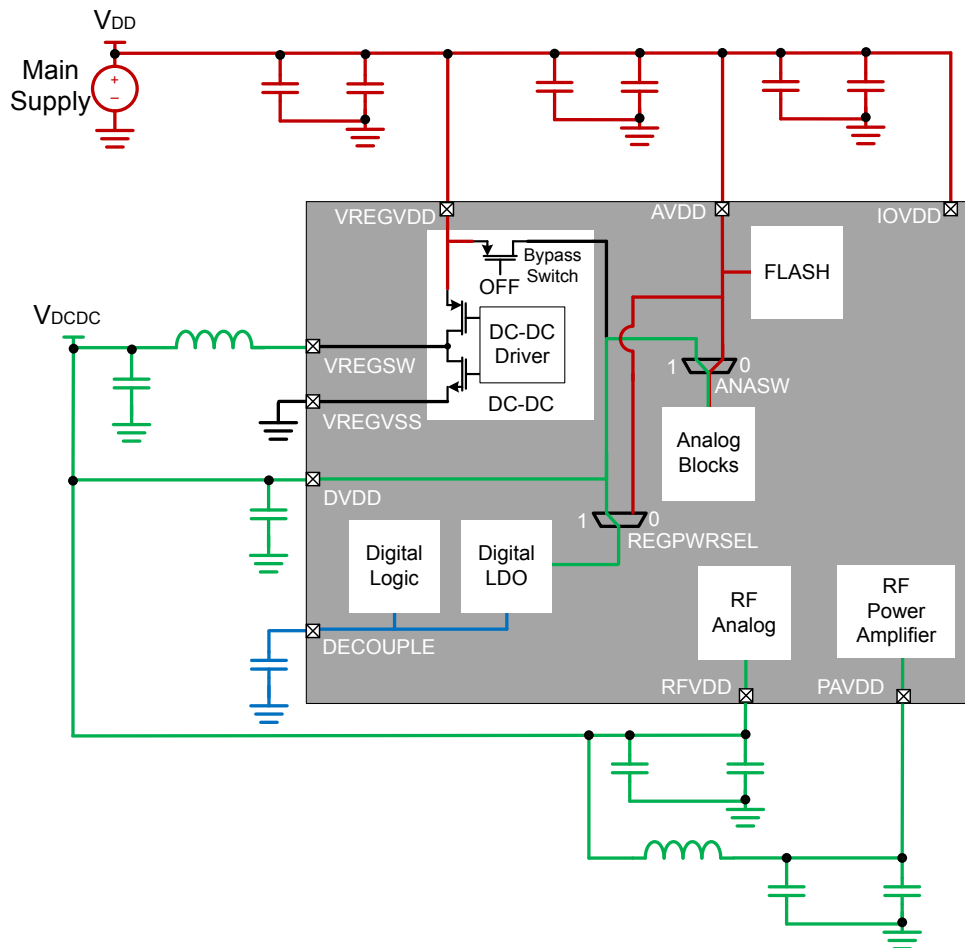 VDD
Main
Supply
+
−
VREGVDD
AVDD
IOVDD
Bypass
Switch
OFF
FLASH
VDCDC
DC-DC
Driver
VREGSW
1
0
ANASW
DC-DC
VREGVSS
Analog
Blocks
DVDD
1
0
REGPWRSEL
Digital
Logic
Digital
LDO
RF
Analog
RF
Power
Amplifier
DECOUPLE
RFVDD
PAVDD